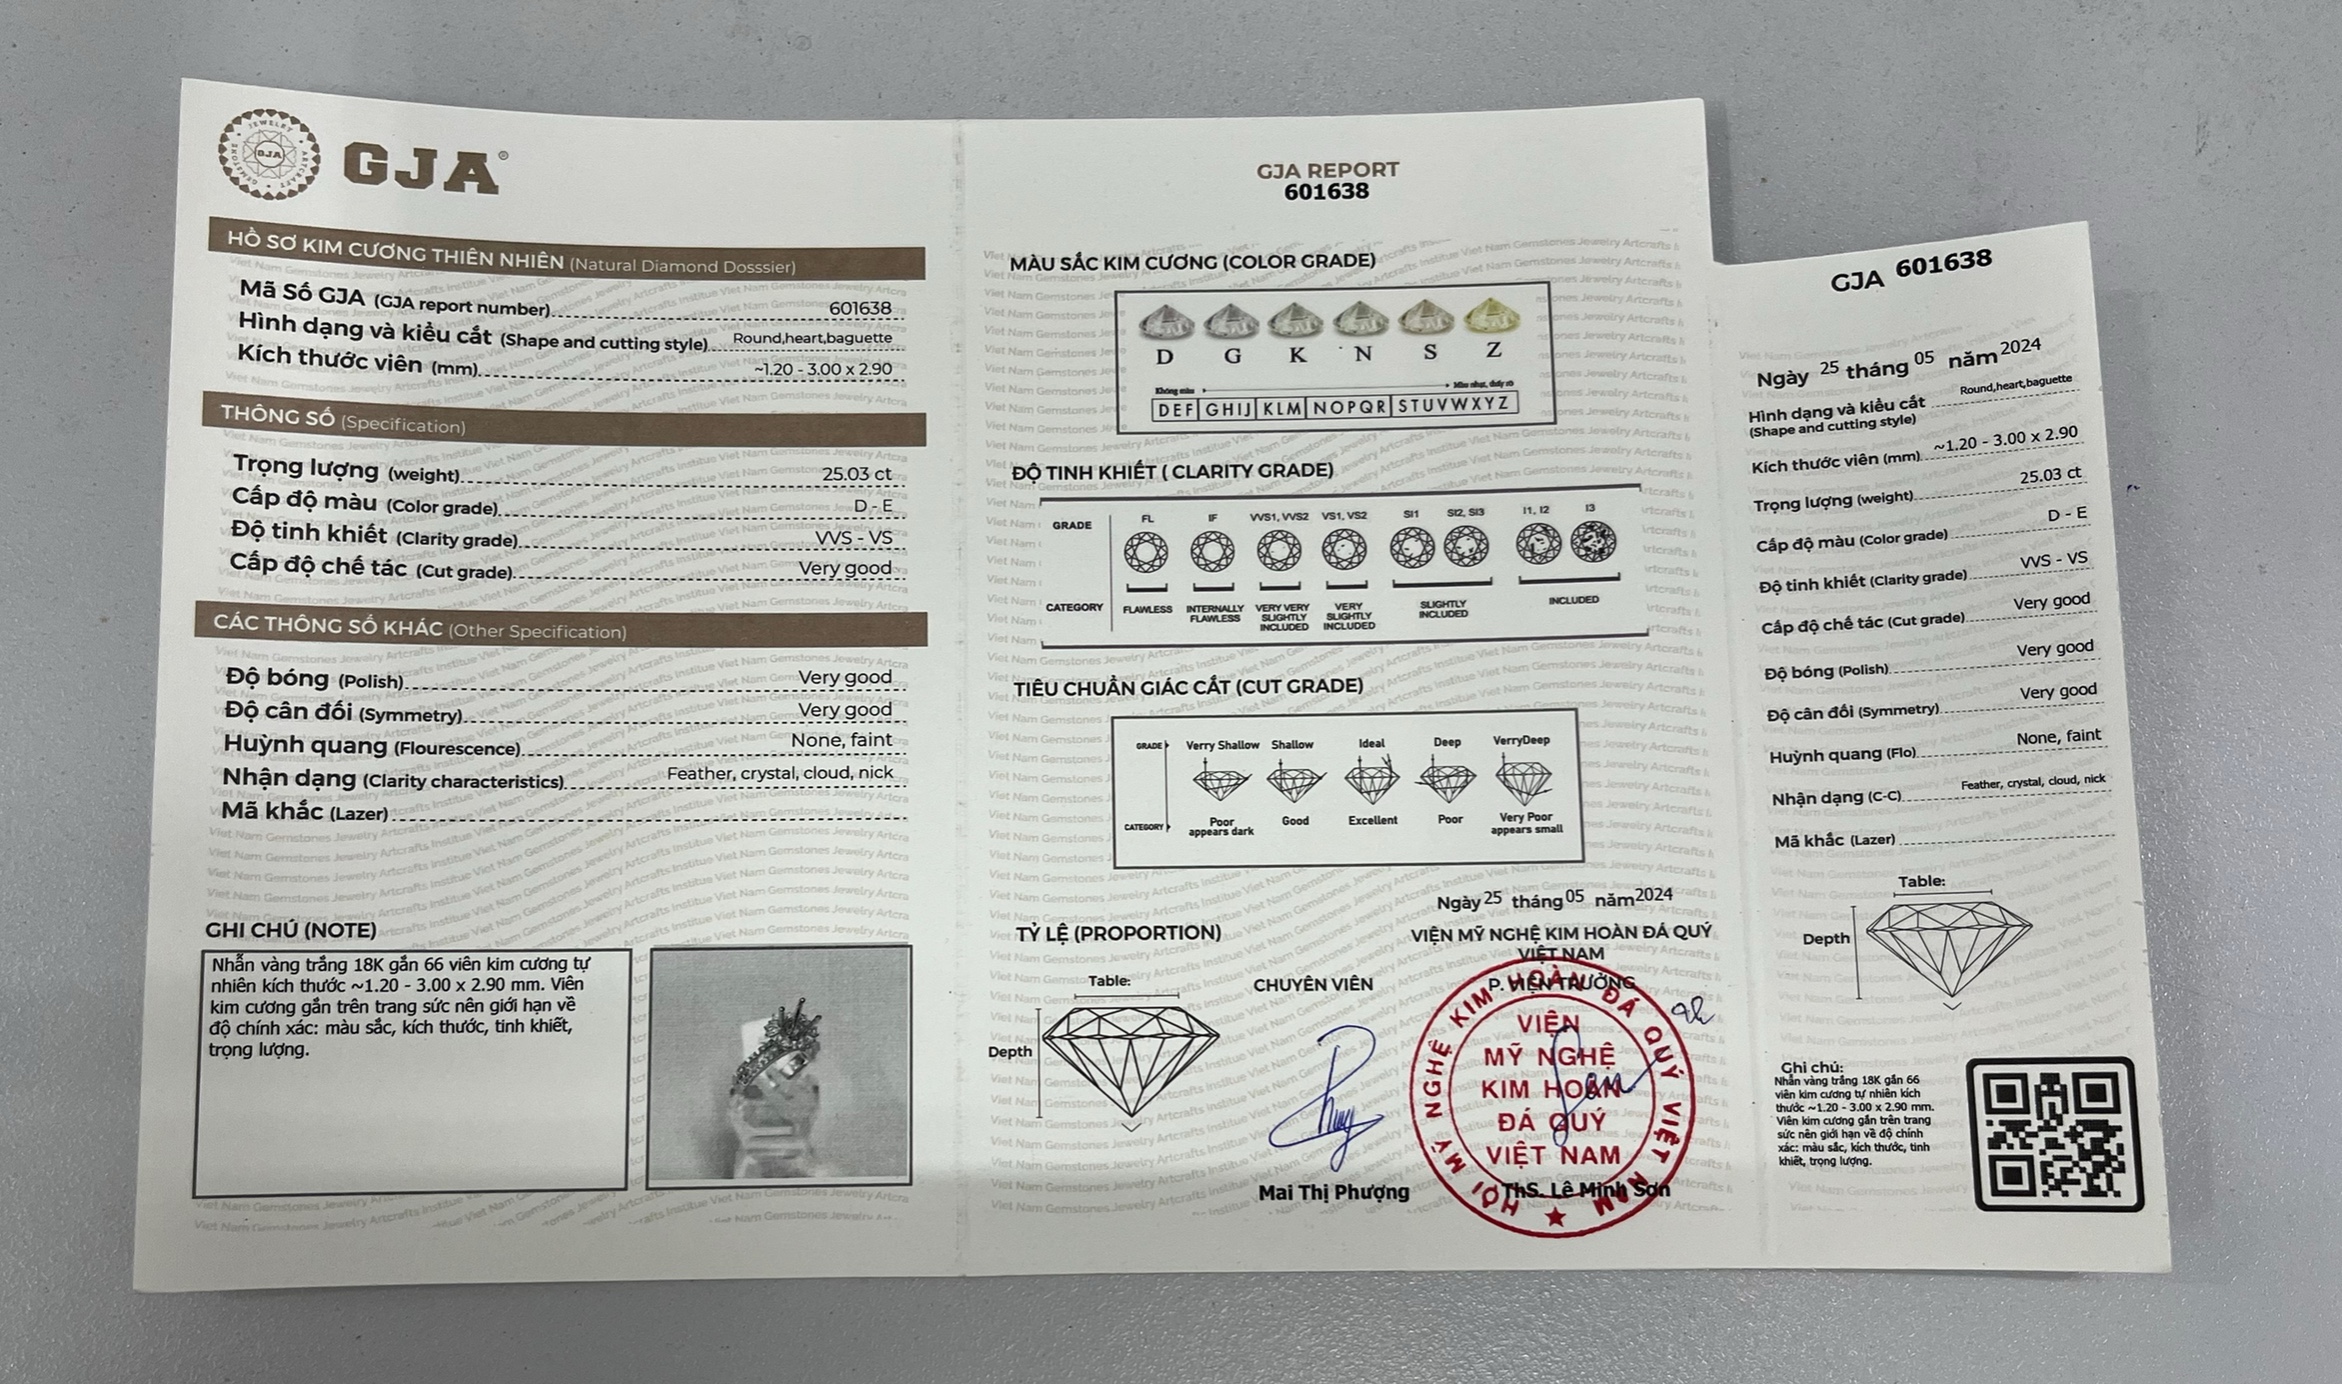 GJA®
HỒ SƠ KIM CƯƠNG THIÊN NHIÊN (Natural Diamond Dosssier)
Mã Số GJA (GJA report number) 601638
Hình dạng và kiểu cắt (Shape and cutting style) Round,heart,baguette
Kích thước viên (mm) ~1.20 - 3.00 x 2.90
THÔNG SỐ (Specification)
Trọng lượng (weight) 25.03 ct
Cấp độ màu (Color grade) D - E
Độ tinh khiết (Clarity grade) VVS - VS
Cấp độ chế tác (Cut grade) Very good
CÁC THÔNG SỐ KHÁC (Other Specification)
Độ bóng (Polish) Very good
Độ cân đối (Symmetry) Very good
Huỳnh quang (Flourescence) None, faint
Nhận dạng (Clarity characteristics) Feather, crystal, cloud, nick
Mã khắc (Lazer)
GHI CHÚ (NOTE)
Nhẫn vàng trắng 18K gắn 66 viên kim cương tự
nhiên kích thước ~1.20 - 3.00 x 2.90 mm. Viên
kim cương gắn trên trang sức nên giới hạn về
độ chính xác: màu sắc, kích thước, tinh khiết,
trọng lượng.
GJA REPORT
601638
MÀU SẮC KIM CƯƠNG (COLOR GRADE)
D G K N S Z
Không màu
DEF GHIJ KLM NOPQR STUVWXYZ
ĐỘ TINH KHIẾT ( CLARITY GRADE)
GRADE FL IF VVS1, VVS2 VS1, VS2 SI1 SI2, SI3 I1, I2 I3
CATEGORY FLAWLESS INTERNALLY FLAWLESS VERY VERY SLIGHTLY INCLUDED VERY SLIGHTLY INCLUDED SLIGHTLY INCLUDED INCLUDED
TIÊU CHUẨN GIÁC CẮT (CUT GRADE)
GRADE Verry Shallow Shallow Ideal Deep VerryDeep
CATEGORY Poor appears dark Good Excellent Poor Very Poor appears small
Ngày 25 tháng 05 năm 2024
TỶ LỆ (PROPORTION)
VIỆN MỸ NGHỆ KIM HOÀN ĐÁ QUÝ
VIỆT NAM
CHUYÊN VIÊN
P. VIỆN TRƯỞNG
Table:
Depth
HỘI MỸ NGHỆ KIM HOÀN ĐÁ QUÝ VIỆT NAM
VIỆN
MỸ NGHỆ
KIM HOÀN
ĐÁ QUÝ
VIỆT NAM
Mai Thị Phượng
ThS. Lê Minh Sơn
GJA 601638
Ngày 25 tháng 05 năm 2024
Hình dạng và kiểu cắt Round,heart,baguette
(Shape and cutting style)
Kích thước viên (mm) ~1.20 - 3.00 x 2.90
Trọng lượng (weight) 25.03 ct
Cấp độ màu (Color grade) D - E
Độ tinh khiết (Clarity grade) VVS - VS
Cấp độ chế tác (Cut grade) Very good
Độ bóng (Polish) Very good
Độ cân đối (Symmetry) Very good
Huỳnh quang (Flo) None, faint
Nhận dạng (C-C) Feather, crystal, cloud, nick
Mã khắc (Lazer)
Table:
Depth
Ghi chú:
Nhẫn vàng trắng 18K gắn 66
viên kim cương tự nhiên kích
thước ~1.20 - 3.00 x 2.90 mm.
Viên kim cương gắn trên trang
sức nên giới hạn về độ chính
xác: màu sắc, kích thước, tinh
khiết, trọng lượng.